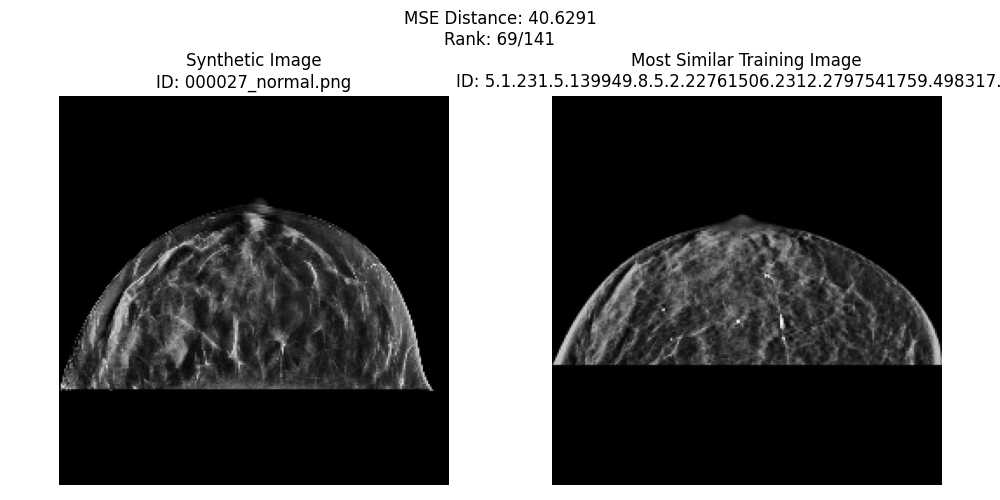 MSE Distance: 40.6291
Rank: 69/141
Synthetic Image
ID: 000027_normal.png
Most Similar Training Image
ID: 5.1.231.5.139949.8.5.2.22761506.2312.2797541759.498317.